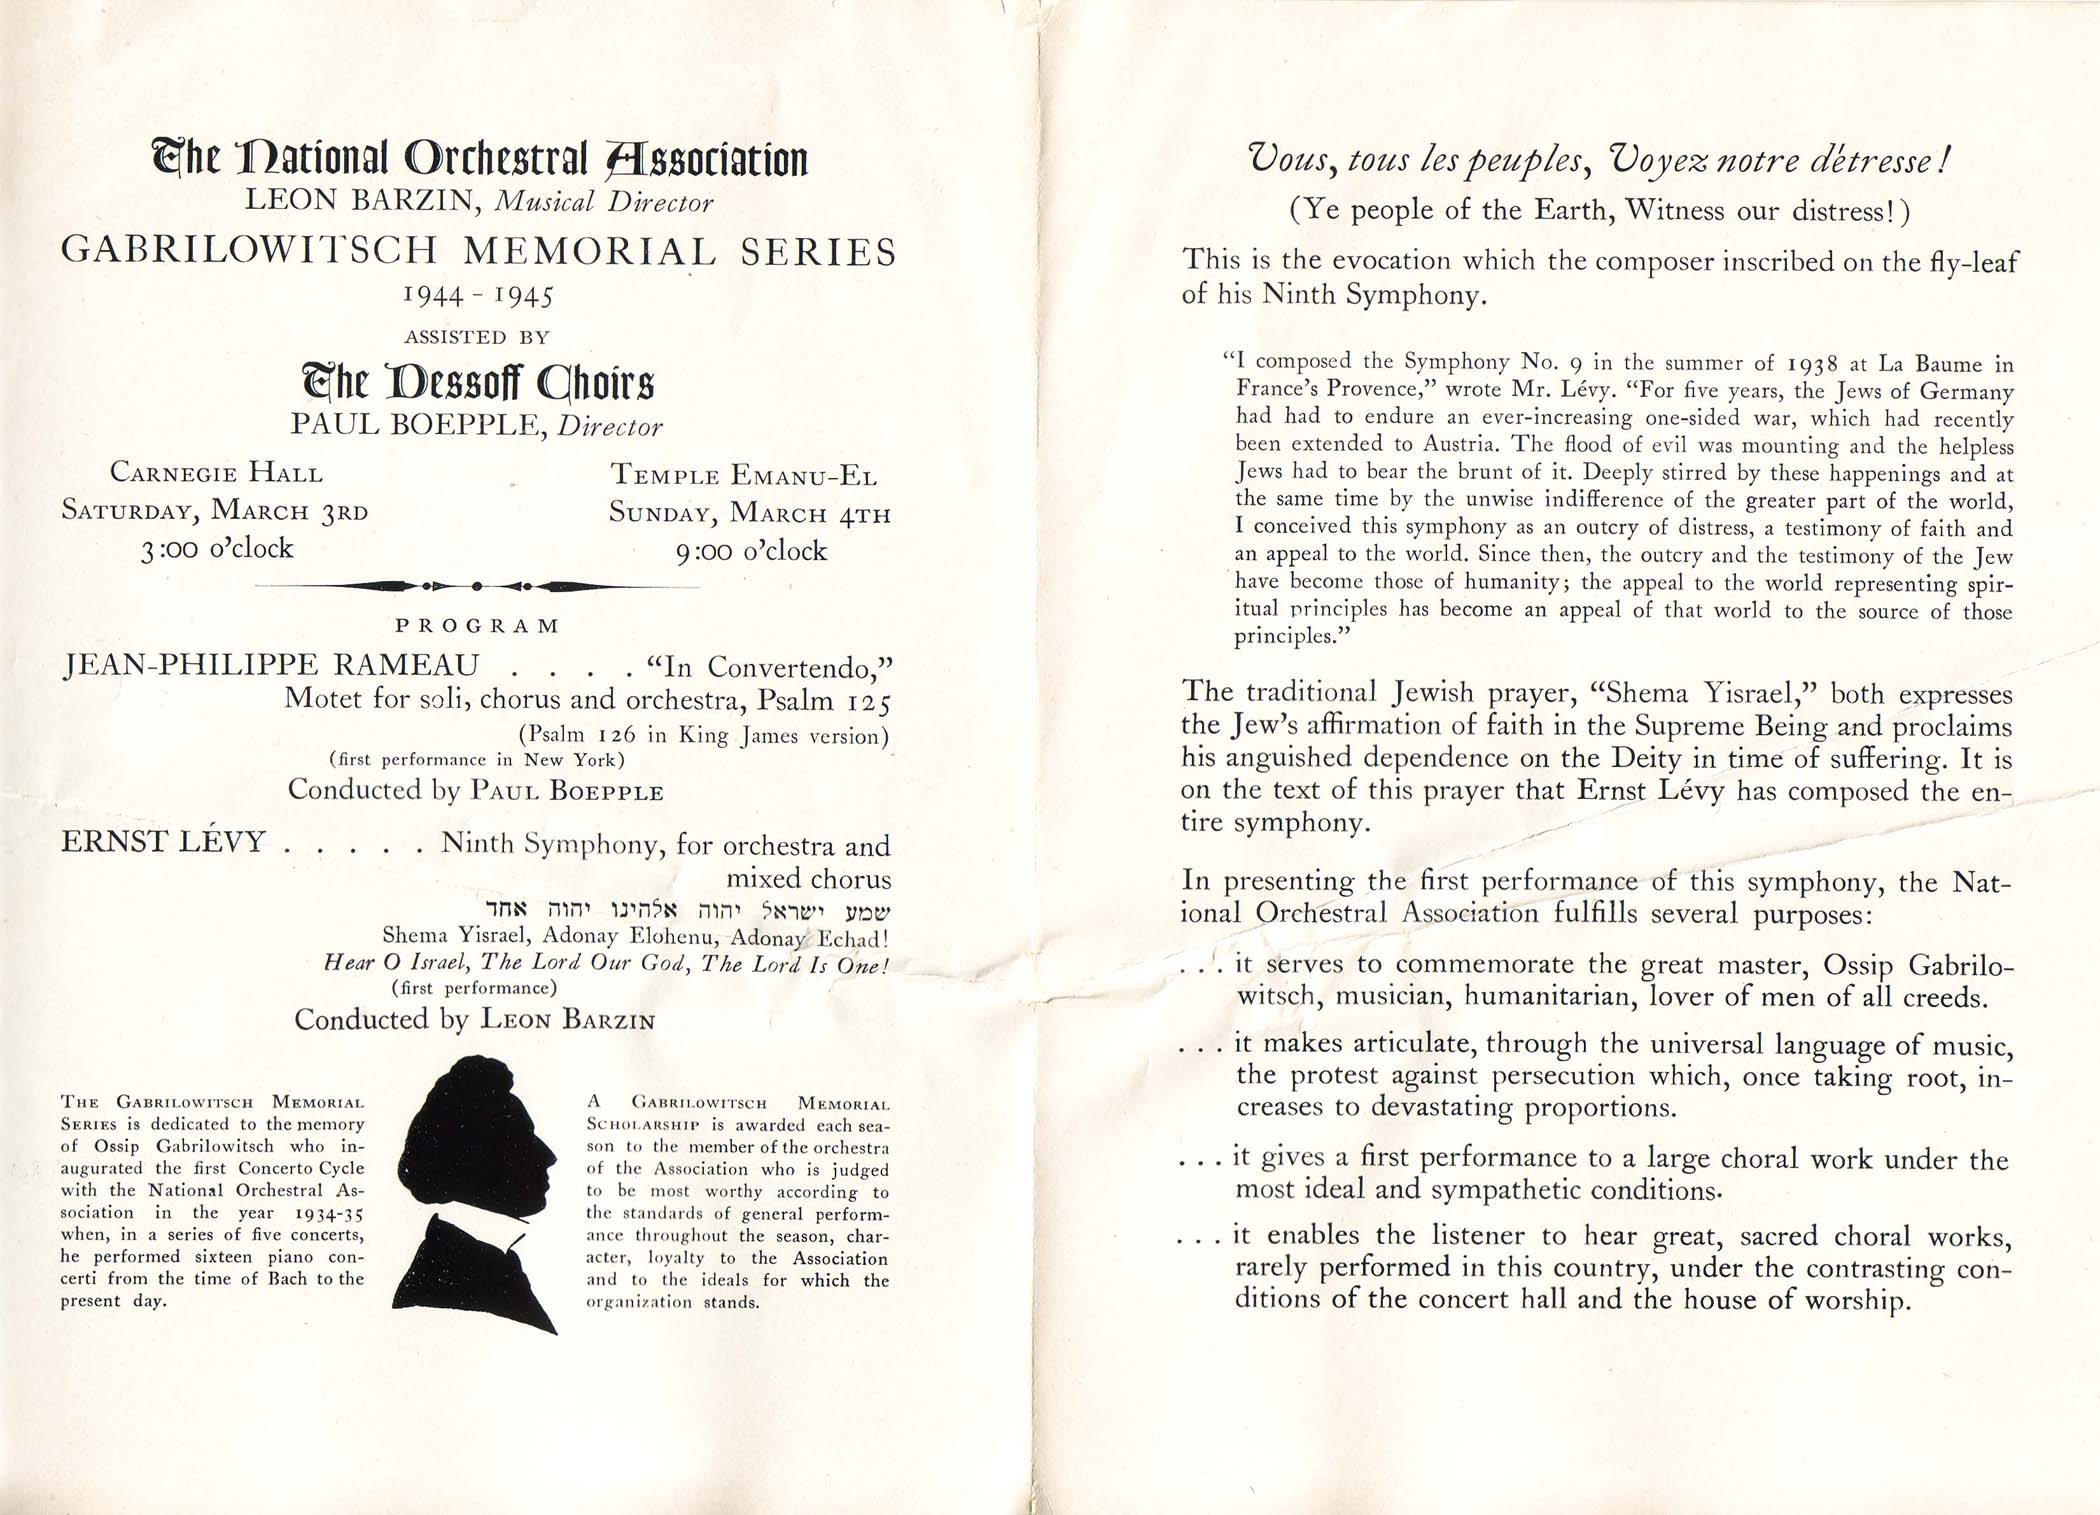 The National Orchestral Association
LEON BARZIN, Musical Director
GABRILOWITSCH MEMORIAL SERIES
1944 - 1945
ASSISTED BY
The Dessoff Choirs
PAUL BOEPPLE, Director
CARNEGIE HALL
SATURDAY, MARCH 3RD
3:00 o'clock
TEMPLE EMANU-EL
SUNDAY, MARCH 4TH
9:00 o'clock
PROGRAM
JEAN-PHILIPPE RAMEAU . . . . "In Convertendo,"
Motet for soli, chorus and orchestra, Psalm 125
(Psalm 126 in King James version)
(first performance in New York)
Conducted by PAUL BOEPPLE
ERNST LÉVY . . . . . Ninth Symphony, for orchestra and
mixed chorus
שמע ישראל יהוה אלהינו יהוה אחד
Shema Yisrael, Adonay Elohenu, Adonay Echad!
Hear O Israel, The Lord Our God, The Lord Is One!
(first performance)
Conducted by LEON BARZIN
THE GABRILOWITSCH MEMORIAL
SERIES is dedicated to the memory
of Ossip Gabrilowitsch who in-
augurated the first Concerto Cycle
with the National Orchestral As-
sociation in the year 1934-35
when, in a series of five concerts,
he performed sixteen piano con-
certi from the time of Bach to the
present day.
A GABRILOWITSCH MEMORIAL
SCHOLARSHIP is awarded each sea-
son to the member of the orchestra
of the Association who is judged
to be most worthy according to
the standards of general perform-
ance throughout the season, char-
acter, loyalty to the Association
and to the ideals for which the
organization stands.
Vous, tous les peuples, Voyez notre détresse!
(Ye people of the Earth, Witness our distress!)
This is the evocation which the composer inscribed on the fly-leaf
of his Ninth Symphony.
"I composed the Symphony No. 9 in the summer of 1938 at La Baume in
France's Provence," wrote Mr. Lévy. "For five years, the Jews of Germany
had had to endure an ever-increasing one-sided war, which had recently
been extended to Austria. The flood of evil was mounting and the helpless
Jews had to bear the brunt of it. Deeply stirred by these happenings and at
the same time by the unwise indifference of the greater part of the world,
I conceived this symphony as an outcry of distress, a testimony of faith and
an appeal to the world. Since then, the outcry and the testimony of the Jew
have become those of humanity; the appeal to the world representing spir-
itual principles has become an appeal of that world to the source of those
principles."
The traditional Jewish prayer, "Shema Yisrael," both expresses
the Jew's affirmation of faith in the Supreme Being and proclaims
his anguished dependence on the Deity in time of suffering. It is
on the text of this prayer that Ernst Lévy has composed the en-
tire symphony.
In presenting the first performance of this symphony, the Nat-
ional Orchestral Association fulfills several purposes:
. . . it serves to commemorate the great master, Ossip Gabrilo-
witsch, musician, humanitarian, lover of men of all creeds.
. . . it makes articulate, through the universal language of music,
the protest against persecution which, once taking root, in-
creases to devastating proportions.
. . . it gives a first performance to a large choral work under the
most ideal and sympathetic conditions.
. . . it enables the listener to hear great, sacred choral works,
rarely performed in this country, under the contrasting con-
ditions of the concert hall and the house of worship.